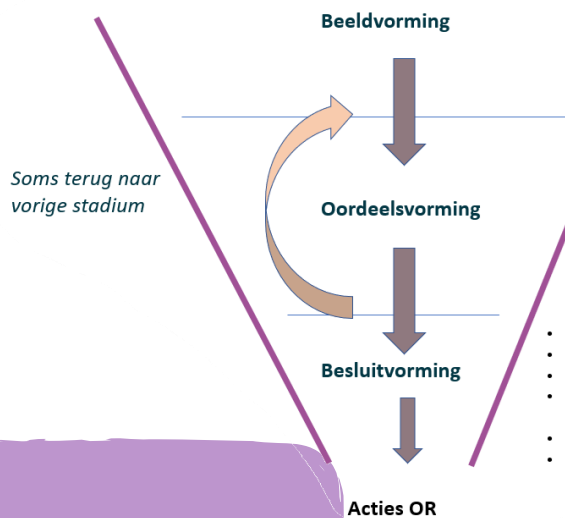 Beeldvorming
Soms terug naar
vorige stadium
Oordeelsvorming
Besluitvorming
Acties OR